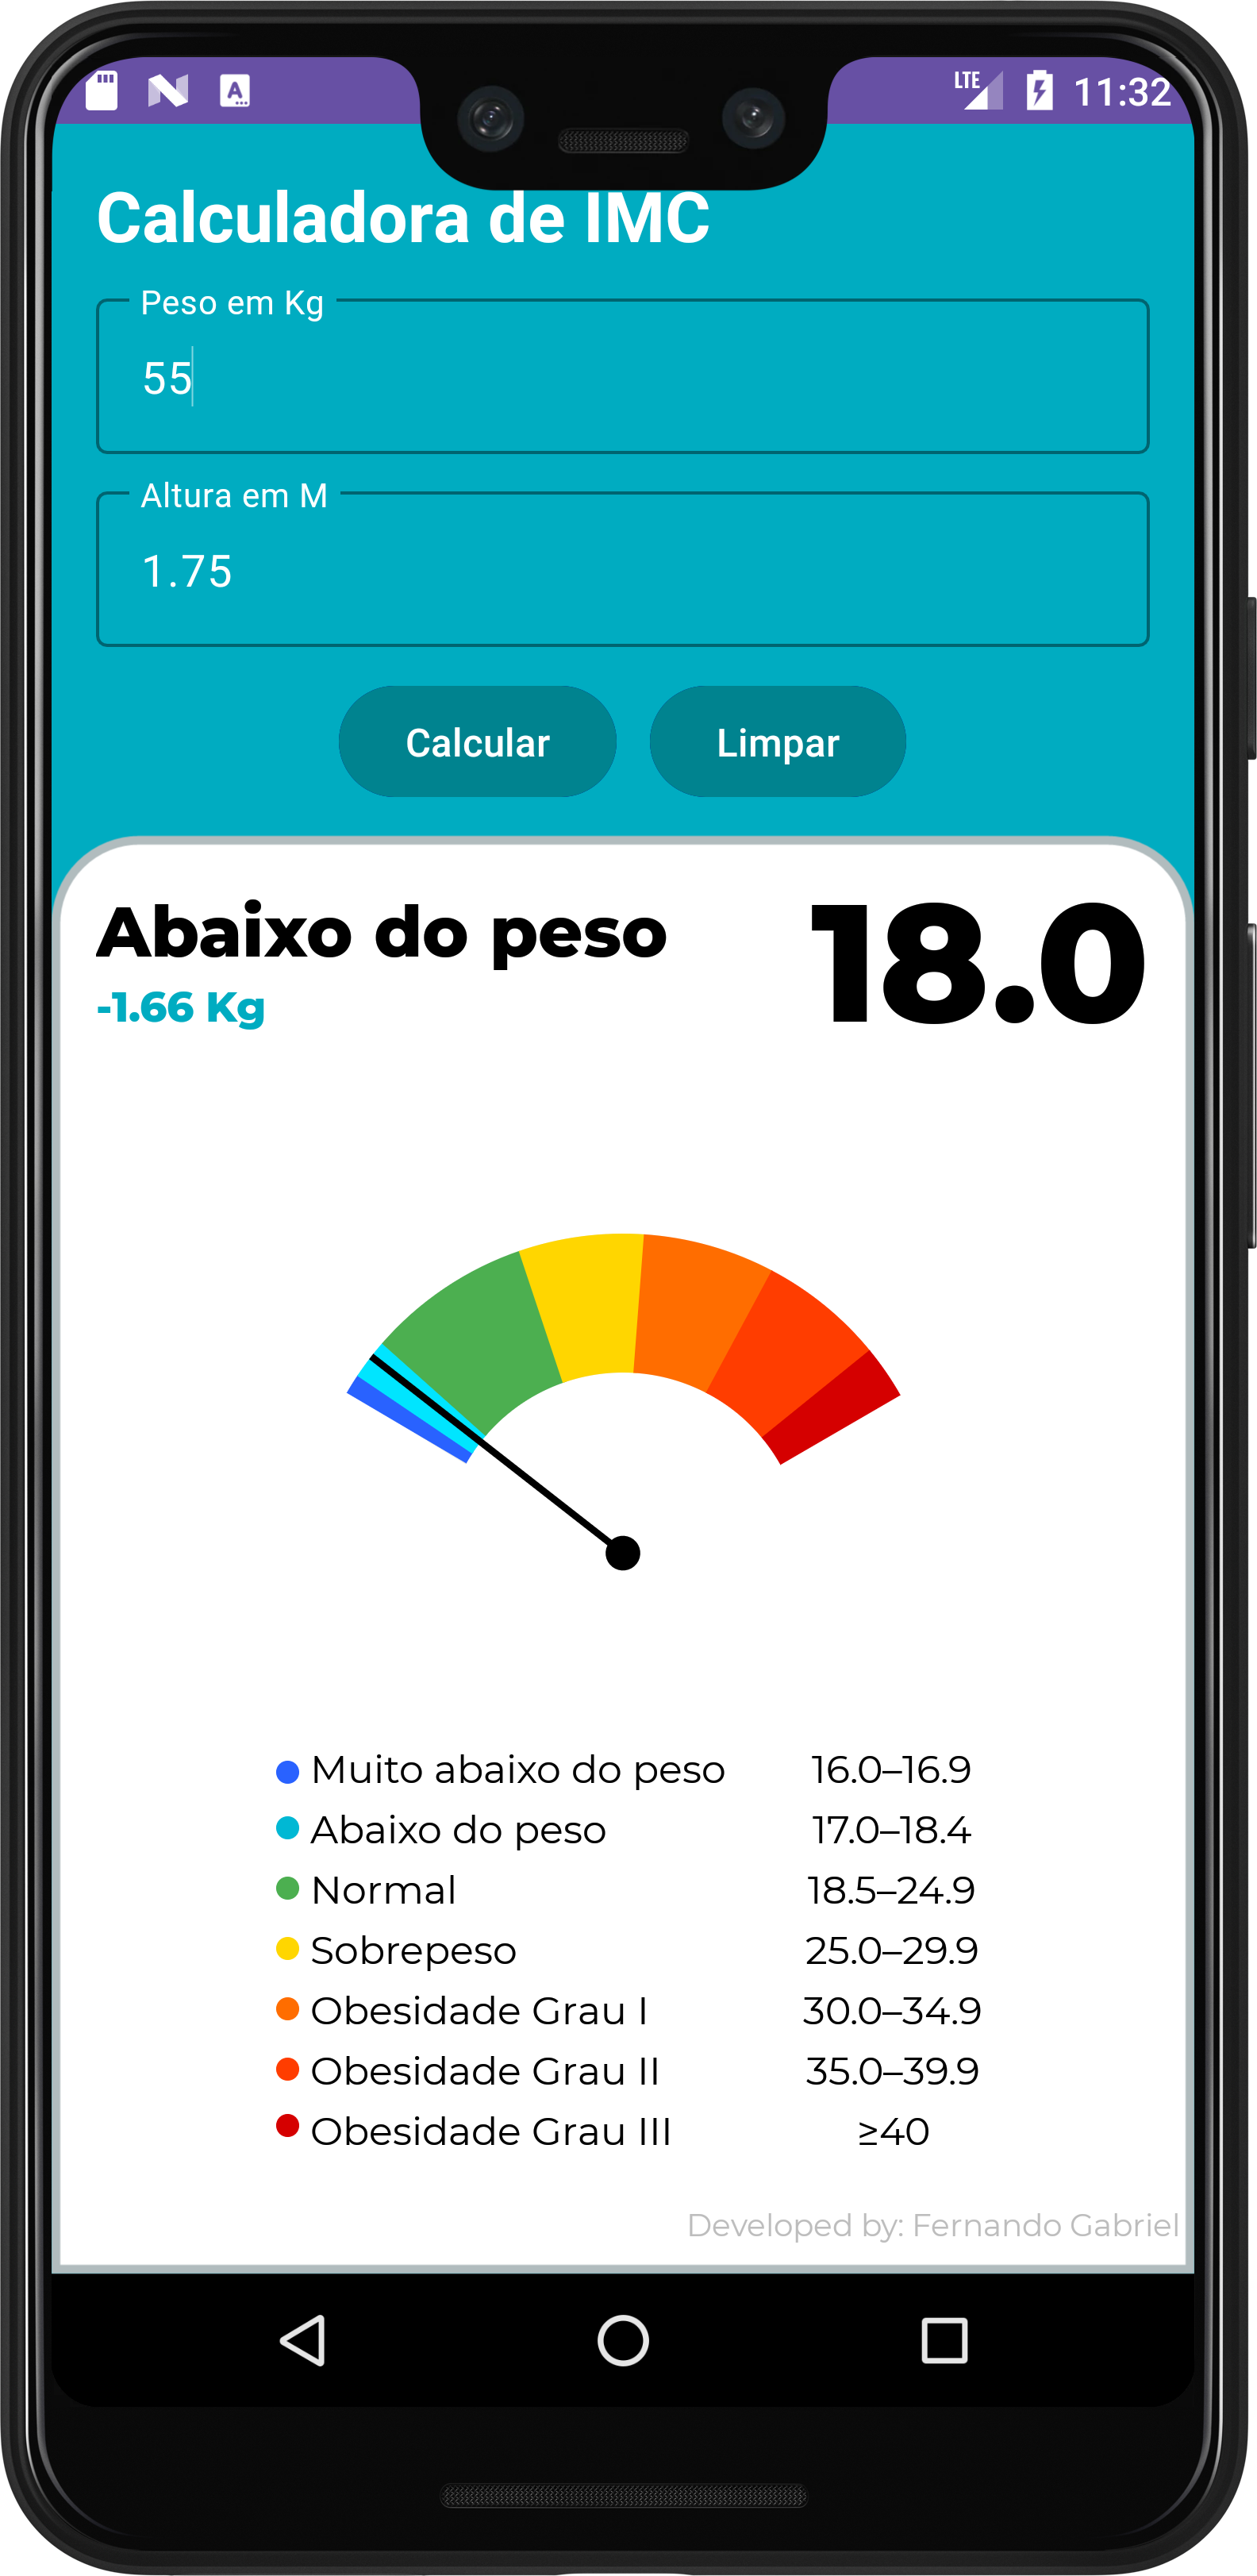 LTE 11:32
Calculadora de IMC
Peso em Kg
55
Altura em M
1.75
Calcular Limpar
Abaixo do peso 18.0
-1.66 Kg
Muito abaixo do peso 16.0–16.9
Abaixo do peso 17.0–18.4
Normal 18.5–24.9
Sobrepeso 25.0–29.9
Obesidade Grau I 30.0–34.9
Obesidade Grau II 35.0–39.9
Obesidade Grau III ≥40
Developed by: Fernando Gabriel